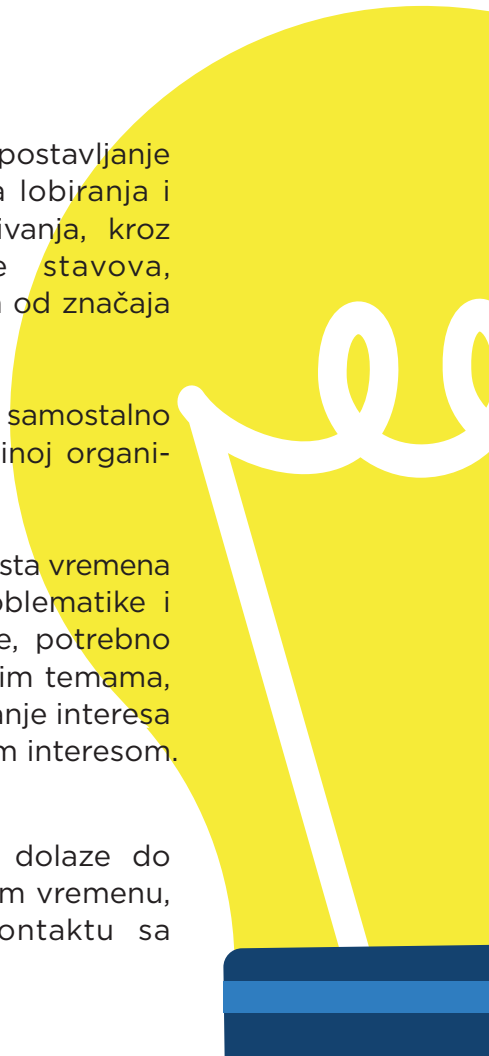 postavljanje
lobiranja i
ivanja, kroz
stavova,
od značaja
samostalno
inoj organi-
sta vremena
oblematike i
e, potrebno
im temama,
anje interesa
m interesom.
dolaze do
m vremenu,
ontaktu sa